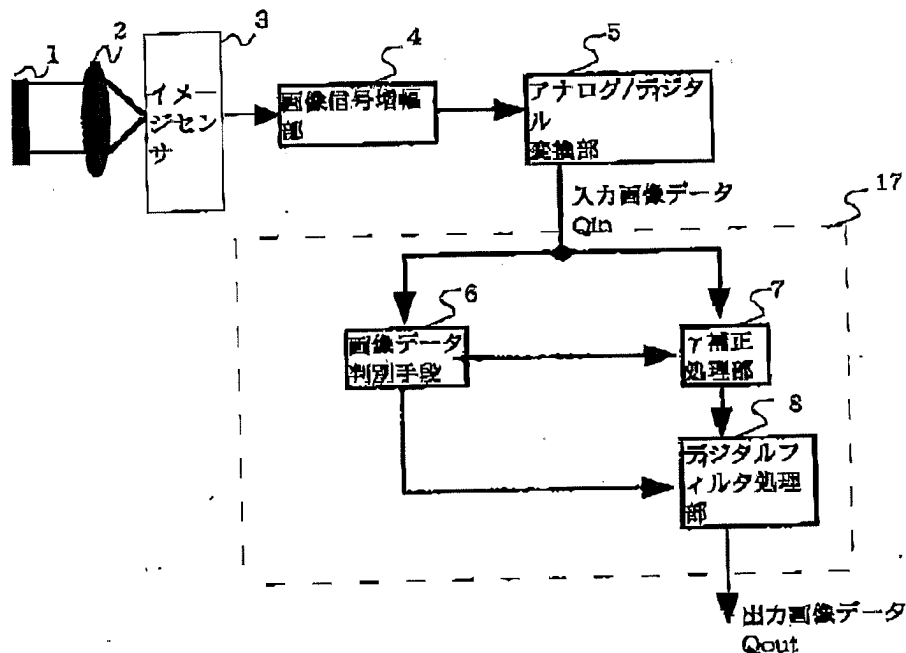 1
2
3
イメー
ジセン
サ
4
画像信号増幅
部
5
アナログ/ディジタル
ル
変換部
入力画像データ
Qin
17
6
画像データ
判別手段
7
γ補正
処理部
8
ディジタルフ
ィルタ処理
部
出力画像データ
Qout